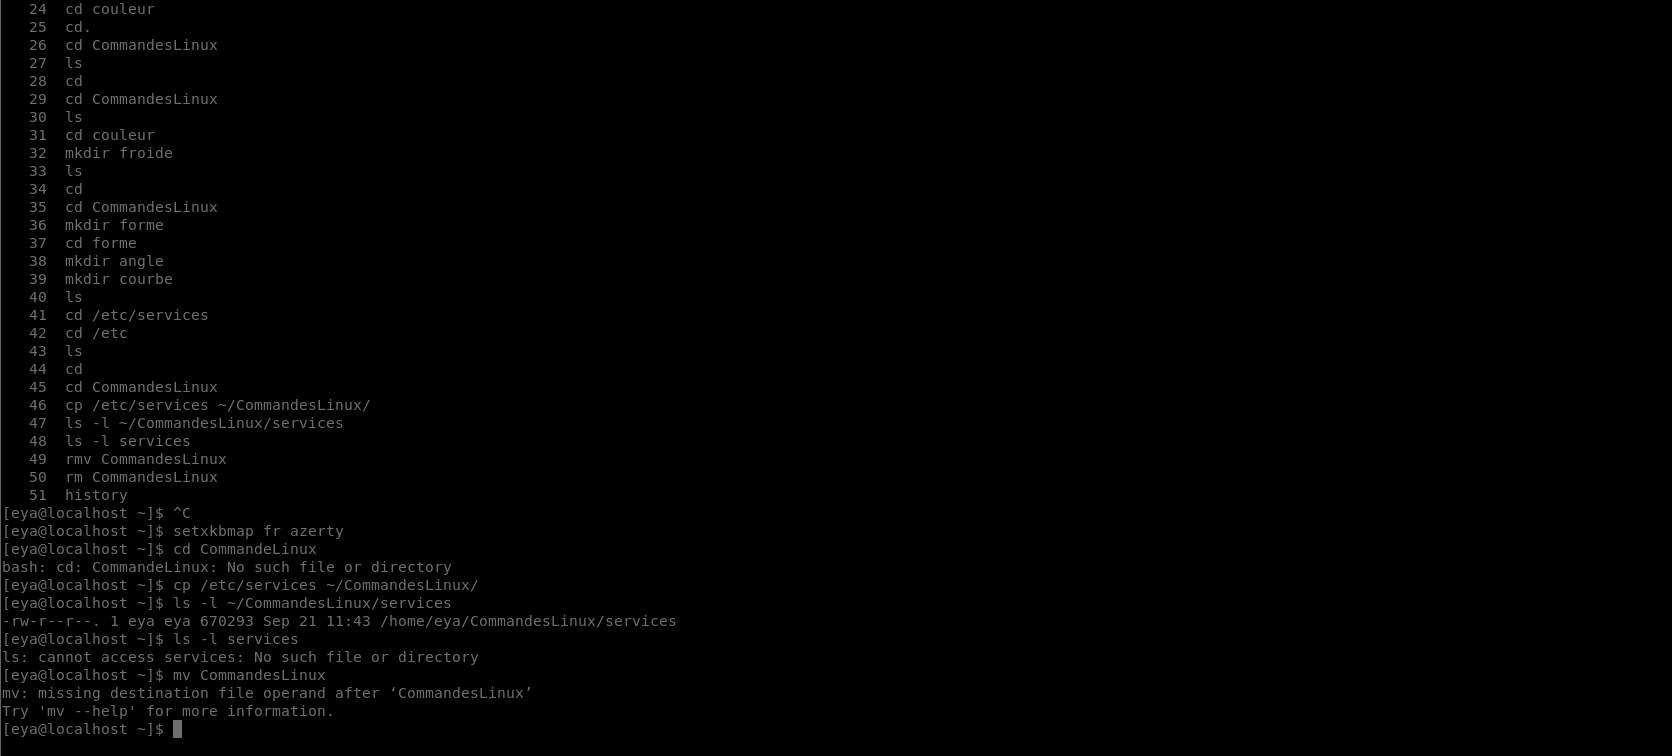 24 cd couleur
25 cd.
26 cd CommandesLinux
27 ls
28 cd
29 cd CommandesLinux
30 ls
31 cd couleur
32 mkdir froide
33 ls
34 cd
35 cd CommandesLinux
36 mkdir forme
37 cd forme
38 mkdir angle
39 mkdir courbe
40 ls
41 cd /etc/services
42 cd /etc
43 ls
44 cd
45 cd CommandesLinux
46 cp /etc/services ~/CommandesLinux/
47 ls -l ~/CommandesLinux/services
48 ls -l services
49 rmv CommandesLinux
50 rm CommandesLinux
51 history
[eya@localhost ~]$ ^C
[eya@localhost ~]$ setxkbmap fr azerty
[eya@localhost ~]$ cd CommandeLinux
bash: cd: CommandeLinux: No such file or directory
[eya@localhost ~]$ cp /etc/services ~/CommandesLinux/
[eya@localhost ~]$ ls -l ~/CommandesLinux/services
-rw-r--r--. 1 eya eya 670293 Sep 21 11:43 /home/eya/CommandesLinux/services
[eya@localhost ~]$ ls -l services
ls: cannot access services: No such file or directory
[eya@localhost ~]$ mv CommandesLinux
mv: missing destination file operand after ‘CommandesLinux’
Try 'mv --help' for more information.
[eya@localhost ~]$